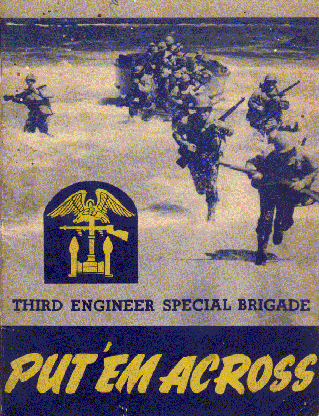 THIRD ENGINEER SPECIAL BRIGADE
PUT 'EM ACROSS